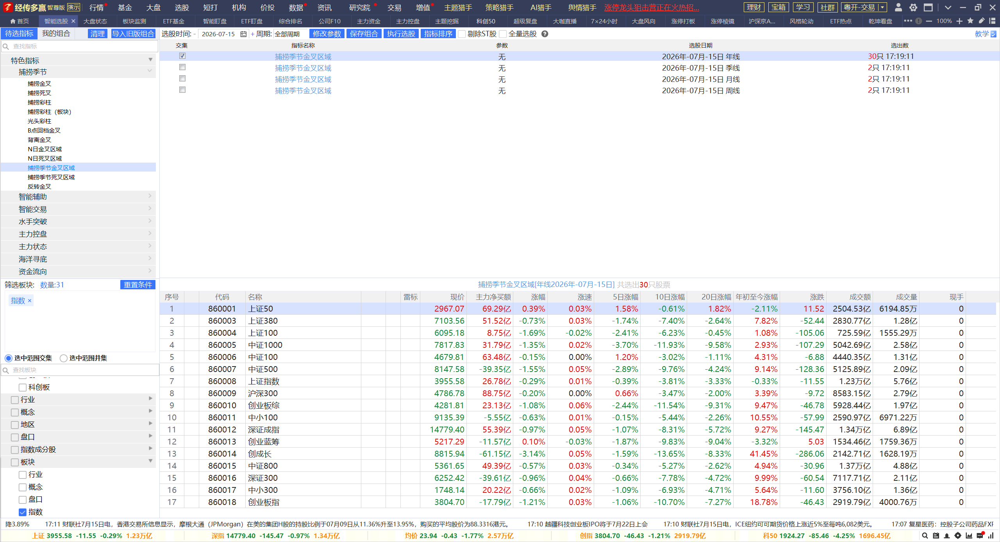 经传多赢 智尊版 演示 行情 基金 大盘 选股 短打 机构 价投 数据 资讯 研究院 交易 增值 主题猎手 策略猎手 AI猎手 舆情猎手 涨停龙头狙击营正在火热招... 理财 宝箱 学习 社群 粤开-交易
首页 智能选股 大盘状态 板块监测 ETF基金 智能盯盘 ETF盯盘 综合排名 公司F10 主力资金 主力控盘 主题挖掘 科创50 超级复盘 大咖直播 7×24小时 大盘风向 涨停打板 涨停棱镜 沪深京A... 风格轮动 ETF热点 乾坤看盘 100%
待选指标 我的组合 清理 导入旧版组合 选股时间: - 2026-07-15 + 周期: 全部周期 修改参数 保存组合 执行选股 指标排序 剔除ST股 全量选股 教学
查找指标
特色指标
捕捞季节
捕捞金叉
捕捞死叉
捕捞彩柱
捕捞彩柱（板块）
光头彩柱
B点回档金叉
背离金叉
N日金叉区域
N日死叉区域
捕捞季节金叉区域
捕捞季节死叉区域
反转金叉
智能辅助
智能交易
水手突破
主力控盘
主力状态
海洋寻底
资金流向
筛选板块: 数量:31 重置条件
指数 ×
选中范围交集 选中范围并集
查找板块
科创板
行业
概念
地区
盘口
指数成分股
板块
行业
概念
盘口
指数
交集 指标名称 参数 选股日期 选出数
捕捞季节金叉区域 无 2026年-07月-15日 年线 30只 17:19:11
捕捞季节金叉区域 无 2026年-07月-15日 季线 2只 17:19:11
捕捞季节金叉区域 无 2026年-07月-15日 月线 2只 17:19:11
捕捞季节金叉区域 无 2026年-07月-15日 周线 2只 17:19:11
捕捞季节金叉区域[年线2026年-07月-15日] 共选出30只股票
序号 代码 名称 雷标 现价 主力净买额 涨幅 涨速 5日涨幅 10日涨幅 20日涨幅 年初至今涨幅 涨跌 成交额 成交量 现手
1 860001 上证50 2967.07 69.29亿 0.39% 0.03% 1.58% -0.61% 1.82% -2.11% 11.52 2504.53亿 6194.85万 0
2 860003 上证380 7103.56 51.52亿 -0.73% 0.03% -1.74% -7.40% -2.64% 7.82% -52.44 2830.77亿 1.28亿 0
3 860004 上证100 6095.18 8.75亿 -1.69% -0.02% -2.41% -6.23% -0.45% 1.08% -105.06 725.59亿 1555.29万 0
4 860005 中证1000 7817.83 31.79亿 -1.35% 0.02% -3.70% -11.93% -9.58% 2.93% -107.29 5042.69亿 2.58亿 0
5 860006 中证100 4679.81 63.48亿 -0.15% 0.00% 1.20% -3.02% -1.11% 4.31% -6.88 4440.35亿 1.31亿 0
6 860007 中证500 8147.58 -39.35亿 -1.55% 0.05% -2.89% -9.76% -4.24% 9.14% -128.36 5125.89亿 2.09亿 0
7 860008 上证指数 3955.58 26.78亿 -0.29% 0.01% -0.39% -3.81% -3.33% -0.33% -11.55 1.23万亿 5.76亿 0
8 860009 沪深300 4786.78 88.75亿 -0.20% 0.00% 0.66% -3.47% -2.00% 3.39% -9.72 8583.15亿 2.79亿 0
9 860010 创业板综 4281.81 23.13亿 -1.08% 0.06% -2.44% -11.54% -9.31% 9.47% -46.78 5928.44亿 1.97亿 0
10 860011 中小100 9135.39 -5.55亿 -0.63% 0.01% -0.15% -5.44% -2.26% 10.55% -57.99 2590.97亿 6971.22万 0
11 860012 深证成指 14779.40 55.39亿 -0.97% 0.05% -1.07% -8.31% -5.72% 9.27% -145.47 1.34万亿 6.89亿 0
12 860013 创业蓝筹 5217.29 -11.57亿 0.10% -0.03% -1.87% -9.83% -9.04% -3.32% 5.03 1534.46亿 1759.36万 0
13 860014 创成长 8815.94 -61.15亿 -3.14% 0.05% -1.59% -13.65% -8.33% 41.45% -286.06 2142.71亿 1628.19万 0
14 860015 中证800 5361.65 49.39亿 -0.57% 0.03% -0.34% -5.27% -2.62% 4.94% -30.96 1.37万亿 4.88亿 0
15 860016 深证300 6252.42 -39.61亿 -0.96% 0.04% -0.66% -7.78% -4.72% 9.99% -60.54 7117.71亿 2.11亿 0
16 860017 中小300 1748.14 20.22亿 -0.66% 0.02% -1.09% -6.93% -4.71% 5.64% -11.60 3756.10亿 1.36亿 0
17 860018 创业板指 3804.70 -17.79亿 -1.21% 0.03% -1.06% -10.70% -7.27% 18.78% -46.43 2919.79亿 4000.76万 0
降3.89% 17:11 财联社7月15日电，香港交易所信息显示，摩根大通（JPMorgan）在美的集团H股的持股比例于07月09日从11.36%升至13.95%，购买的平均股价为88.3316港元。 17:10 越疆科技创业板IPO将于7月22日上会 17:10 财联社7月15日电，ICE纽约可可期货价格上涨近5%至每吨6,082美元。 17:07 复星医药：控股子公司药品FXF
上证 3955.58 -11.55 -0.29% 1.23万亿 深指 14779.40 -145.47 -0.97% 1.34万亿 均价 23.94 -0.43 -1.77% 2.57万亿 创指 3804.70 -46.43 -1.21% 2919.79亿 科50 1924.27 -85.46 -4.25% 1696.45亿